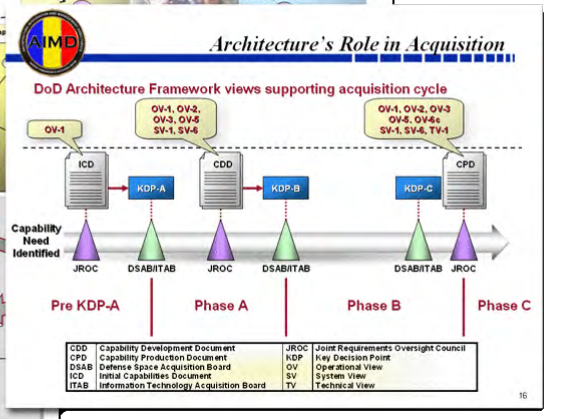 AIMD
Architecture's Role in Acquisition
DoD Architecture Framework views supporting acquisition cycle
OV-1
OV-1, OV-2,
OV-3, OV-5
SV-1, SV-6
OV-1, OV-2, OV-3
OV-5, OV-6c
SV-1, SV-6, TV-1
ICD
CDD
CPD
KDP-A
KDP-B
KDP-C
Capability
Need
Identified
JROC
DSAB/ITAB
JROC
DSAB/ITAB
DSAB/ITAB
JROC
Pre KDP-A
Phase A
Phase B
Phase C
CDD Capability Development Document JROC Joint Requirements Oversight Council
CPD Capability Production Document KDP Key Decision Point
DSAB Defense Space Acquisition Board OV Operational View
ICD Initial Capabilities Document SV System View
ITAB Information Technology Acquisition Board TV Technical View
16